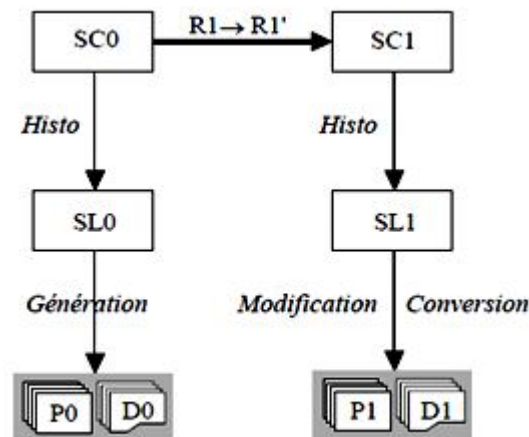 SC0 R1→ R1' SC1
Histo Histo
SL0 SL1
Génération Modification Conversion
P0 D0 P1 D1